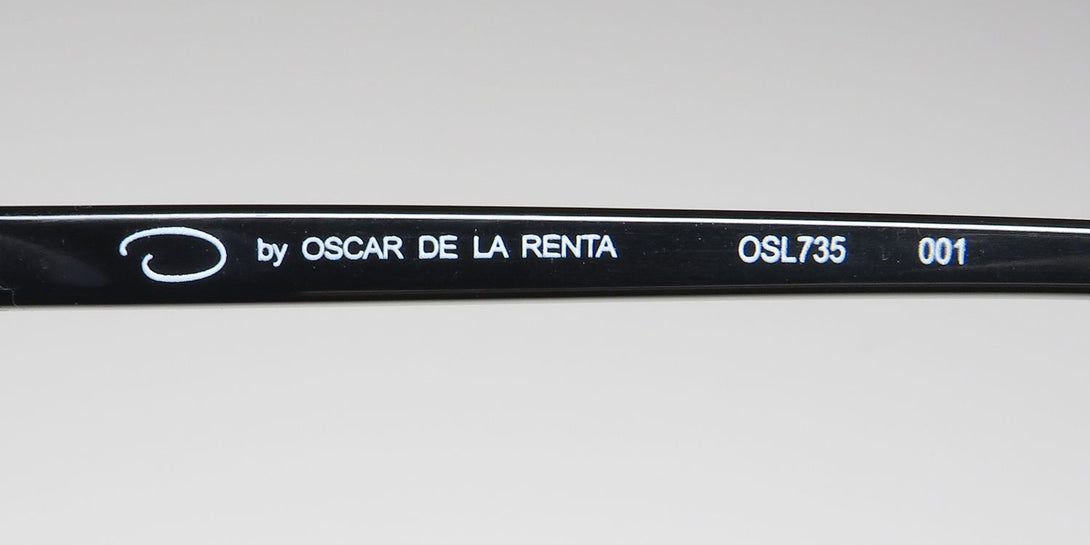 by OSCAR DE LA RENTA OSL735 001